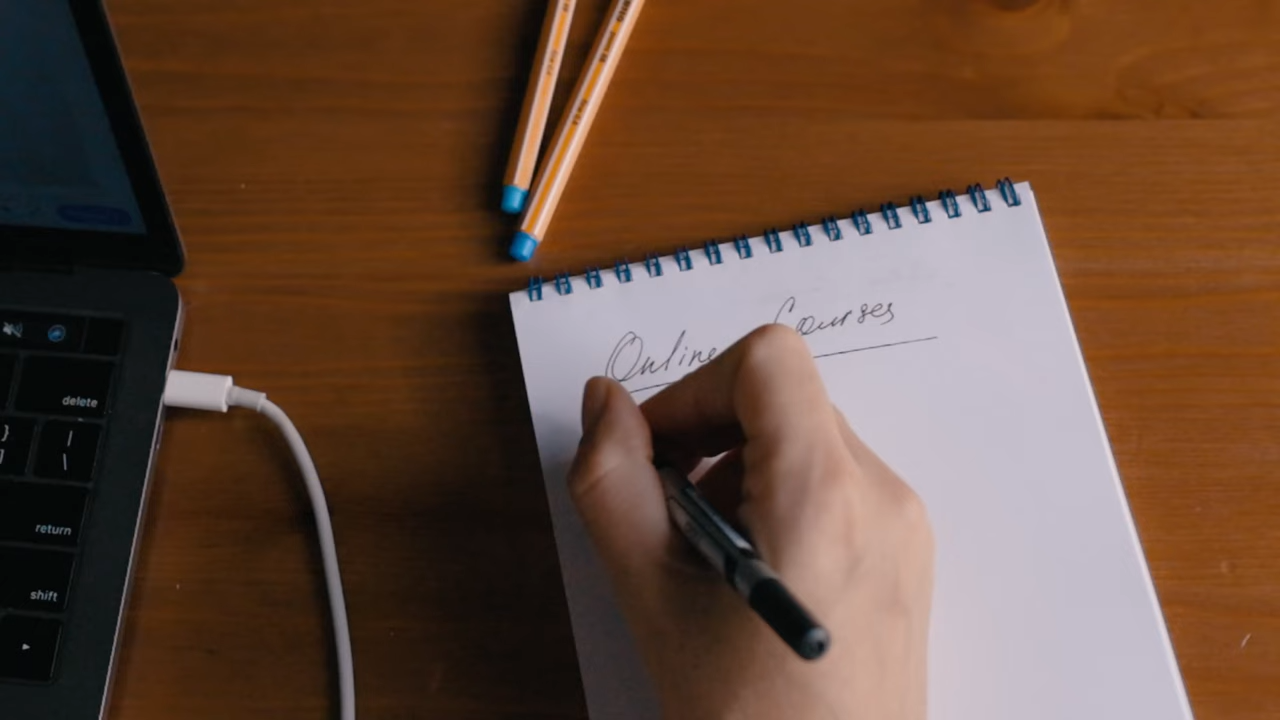 Online Courses
delete
}
]
|
\
return
shift